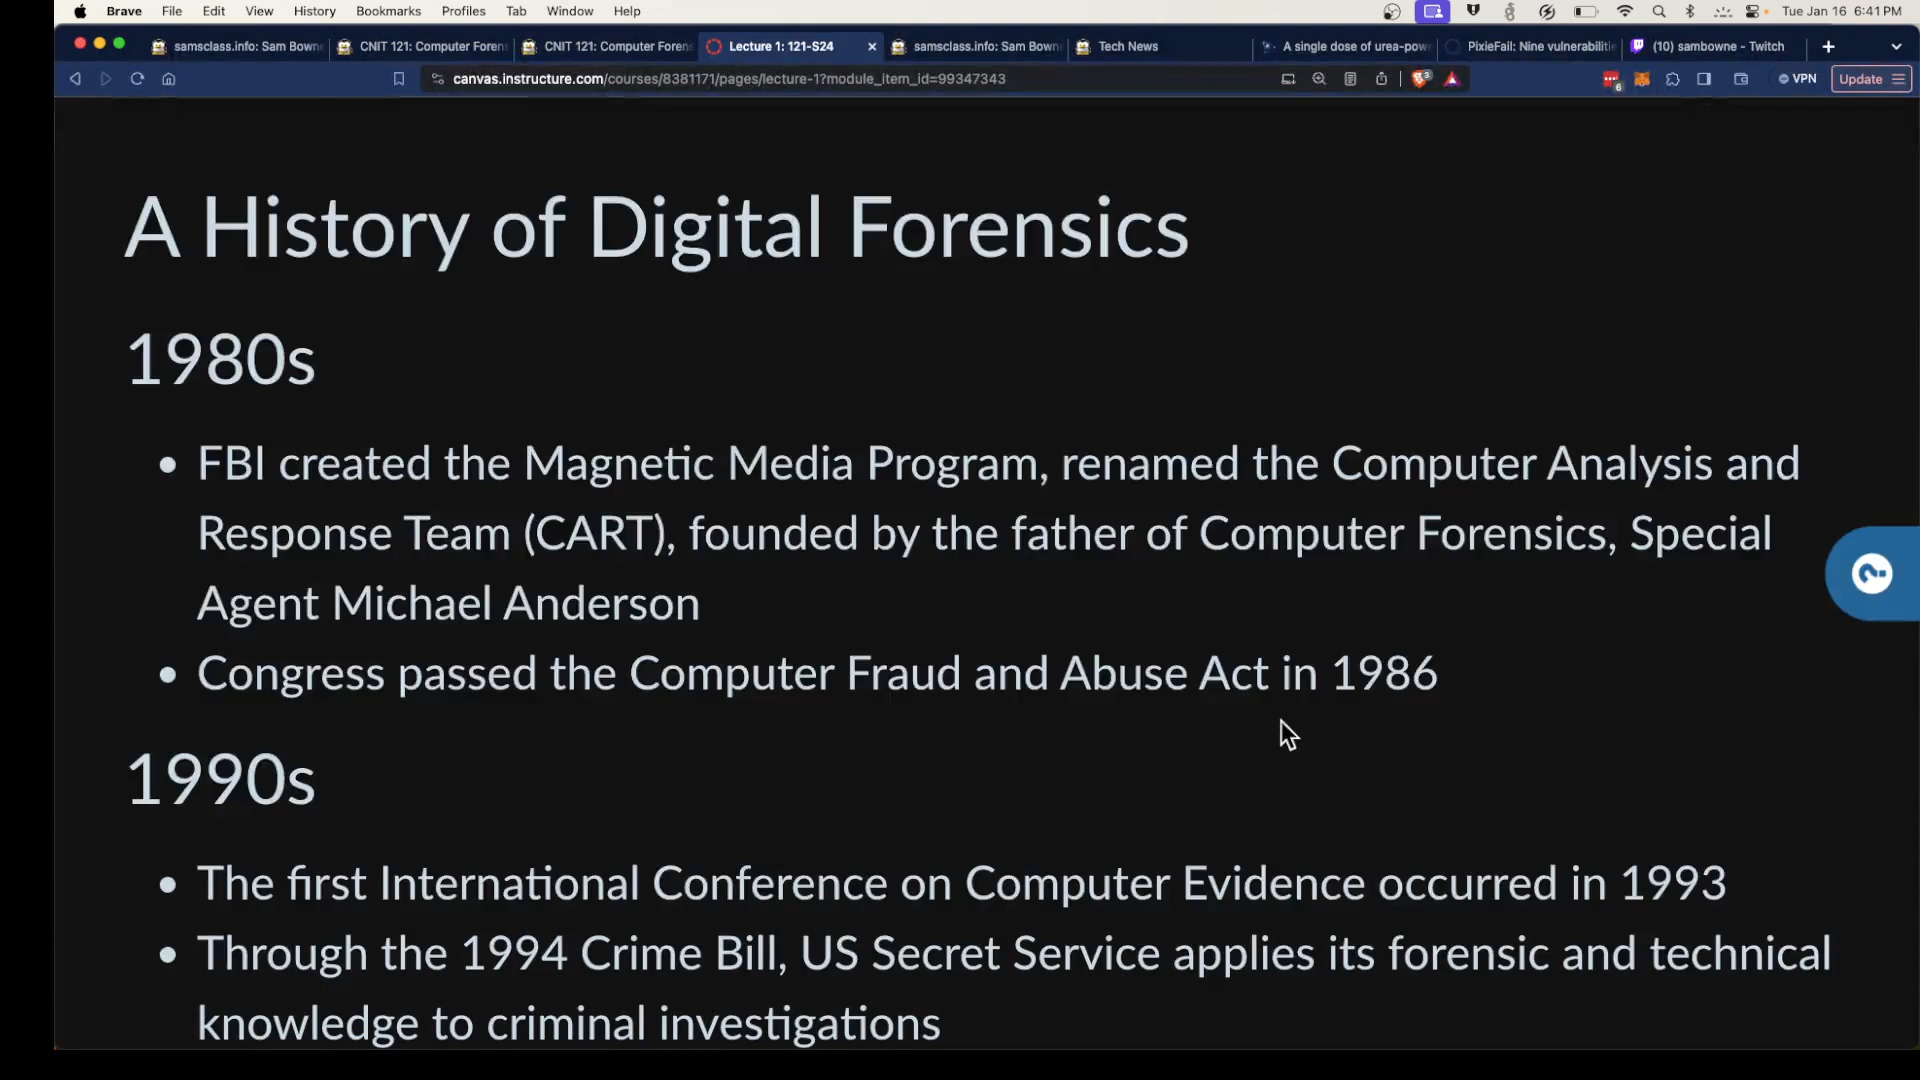 Brave File Edit View History Bookmarks Profiles Tab Window Help Tue Jan 16 6:41 PM
samsclass.info: Sam Bown CNIT 121: Computer Foren CNIT 121: Computer Foren Lecture 1: 121-S24 samsclass.info: Sam Bown Tech News A single dose of urea-pow PixieFail: Nine vulnerabilitie (10) sambowne - Twitch
canvas.instructure.com/courses/8381171/pages/lecture-1?module_item_id=99347343 3 6 VPN Update
A History of Digital Forensics
1980s
• FBI created the Magnetic Media Program, renamed the Computer Analysis and
Response Team (CART), founded by the father of Computer Forensics, Special
Agent Michael Anderson
• Congress passed the Computer Fraud and Abuse Act in 1986
1990s
• The first International Conference on Computer Evidence occurred in 1993
• Through the 1994 Crime Bill, US Secret Service applies its forensic and technical
knowledge to criminal investigations